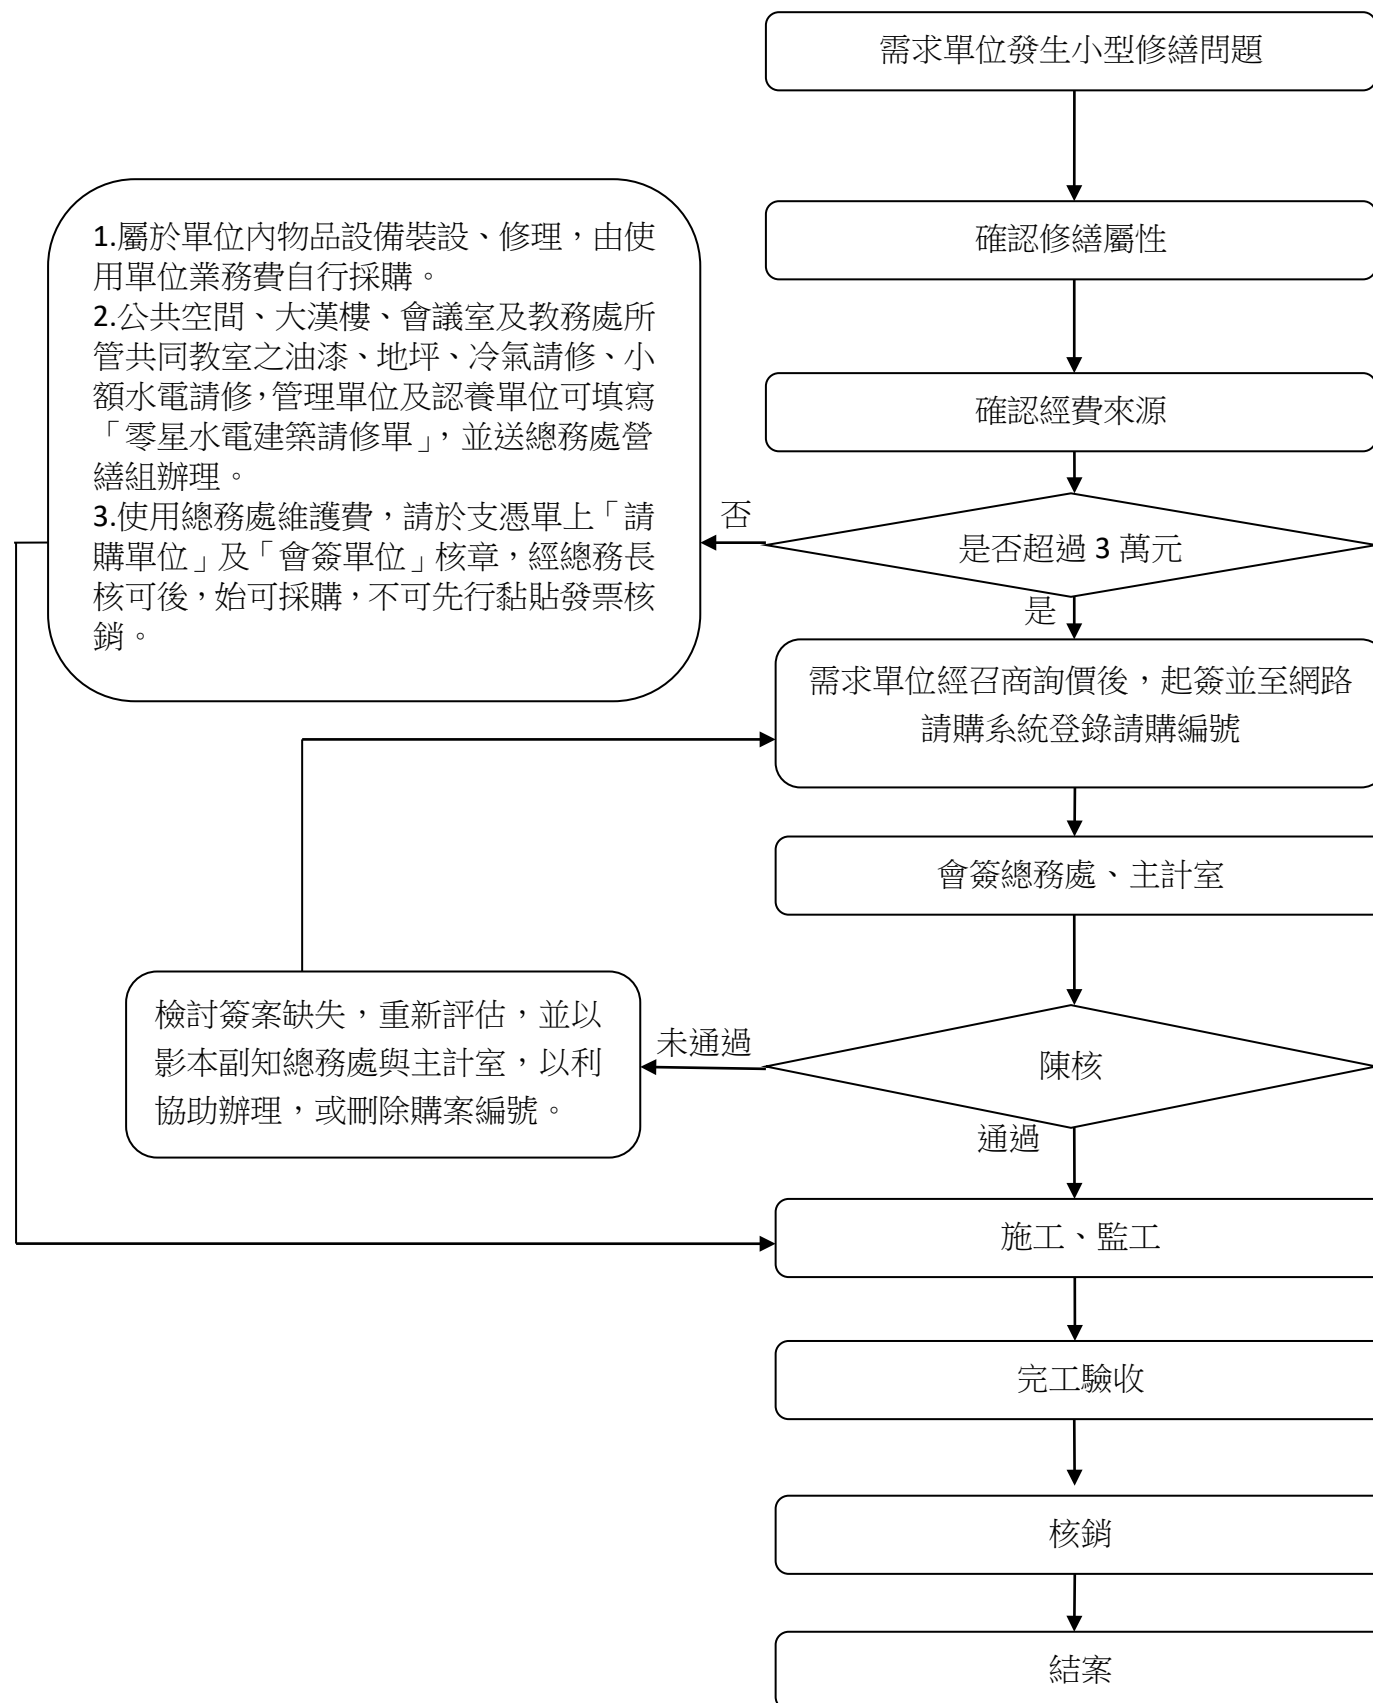 需求單位發生小型修繕問題
確認修繕屬性
確認經費來源
是否超過 3 萬元
否
1.屬於單位內物品設備裝設、修理，由使
用單位業務費自行採購。
2.公共空間、大漢樓、會議室及教務處所
管共同教室之油漆、地坪、冷氣請修、小
額水電請修，管理單位及認養單位可填寫
「零星水電建築請修單」，並送總務處營
繕組辦理。
3.使用總務處維護費，請於支憑單上「請
購單位」及「會簽單位」核章，經總務長
核可後，始可採購，不可先行黏貼發票核
銷。
是
需求單位經召商詢價後，起簽並至網路
請購系統登錄請購編號
會簽總務處、主計室
陳核
未通過
檢討簽案缺失，重新評估，並以
影本副知總務處與主計室，以利
協助辦理，或刪除購案編號。
通過
施工、監工
完工驗收
核銷
結案